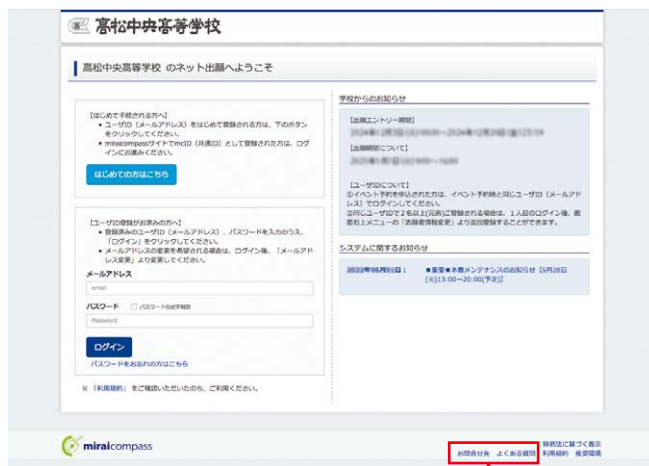 高松中央高等学校
高松中央高等学校 のネット出願へようこそ
【はじめて手続される方へ】
• ユーザID（メールアドレス）をはじめて登録される方は、下のボタン
をクリックしてください。
• miraicompassサイトでmcID（共通ID）として登録された方は、ログ
インにお進みください。
はじめての方はこちら
【ユーザID登録がお済みの方へ】
• 登録済みのユーザID（メールアドレス）、パスワードを入力のうえ、
「ログイン」をクリックしてください。
• メールアドレスの変更を希望される場合は、ログイン後、「メールアド
レス変更」より変更してください。
メールアドレス
email
パスワード
Password
ログイン
パスワードをお忘れの方はこちら
※ 「利用規約」をご確認いただいたのち、ご利用ください。
学校からのお知らせ
【出願エントリー期間】
【出願期間について】
【ユーザIDについて】
①イベント予約を申込された方は、イベント予約時と同じユーザID（メールアド
レス）でログインしてください。
②同じユーザIDで2名以上(兄弟)ご登録される場合は、1人目のログイン後、画
面右上メニューの「志願者情報変更」より追加登録することができます。
システムに関するお知らせ
■重要■本番メンテナンスのお知らせ【6月28日
13:00~20:00(予定)】
miraicompass
お問合せ先 よくある質問
特商法に基づく表示
利用規約 推奨環境